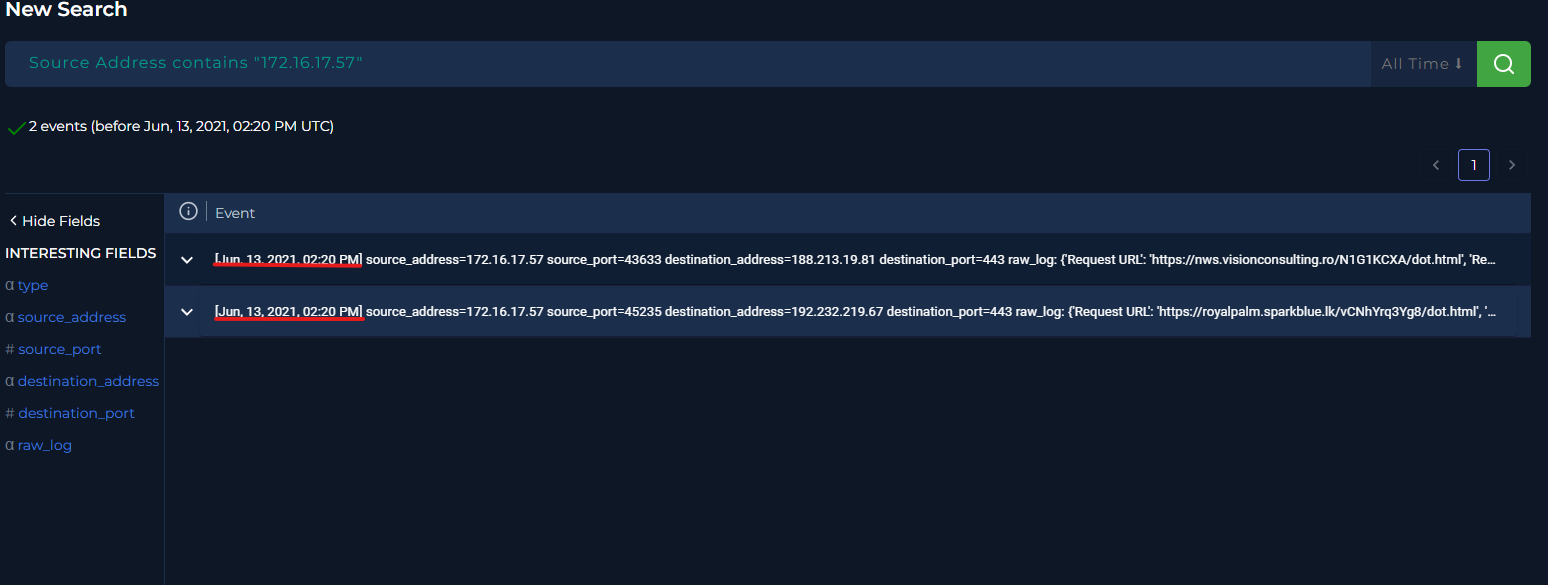 New Search
Source Address contains "172.16.17.57"
All Time ⬇
2 events (before Jun, 13, 2021, 02:20 PM UTC)
1
Hide Fields
Event
INTERESTING FIELDS
[Jun, 13, 2021, 02:20 PM] source_address=172.16.17.57 source_port=43633 destination_address=188.213.19.81 destination_port=443 raw_log: {'Request URL': 'https://nws.visionconsulting.ro/N1G1KCXA/dot.html', 'Re...
α type
α source_address
[Jun, 13, 2021, 02:20 PM] source_address=172.16.17.57 source_port=45235 destination_address=192.232.219.67 destination_port=443 raw_log: {'Request URL': 'https://royalpalm.sparkblue.lk/vCNhYrq3Yg8/dot.html', '...
# source_port
α destination_address
# destination_port
α raw_log